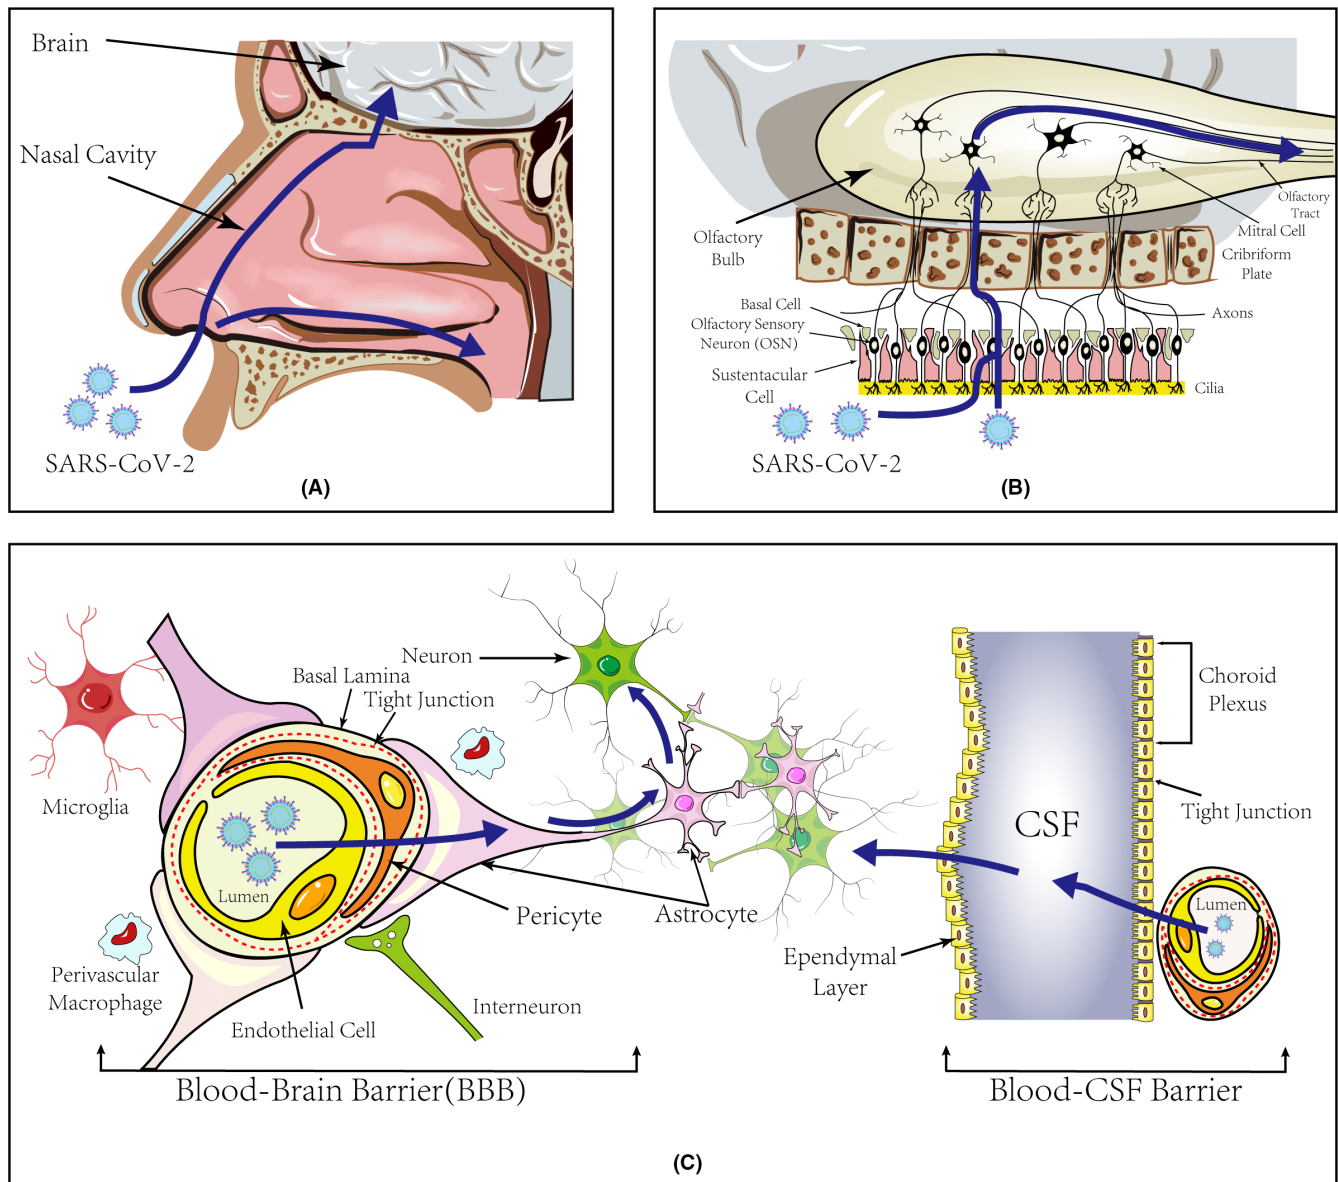 Brain
Nasal Cavity
SARS-CoV-2
(A)
Olfactory
Bulb
Olfactory
Tract
Mitral Cell
Cribriform
Plate
Basal Cell
Olfactory Sensory
Neuron (OSN)
Sustentacular
Cell
Axons
Cilia
SARS-CoV-2
(B)
Neuron
Basal Lamina
Tight Junction
Microglia
Lumen
Pericyte
Astrocyte
Perivascular
Macrophage
Endothelial Cell
Interneuron
Blood-Brain Barrier(BBB)
Choroid
Plexus
Tight Junction
CSF
Lumen
Ependymal
Layer
Blood-CSF Barrier
(C)